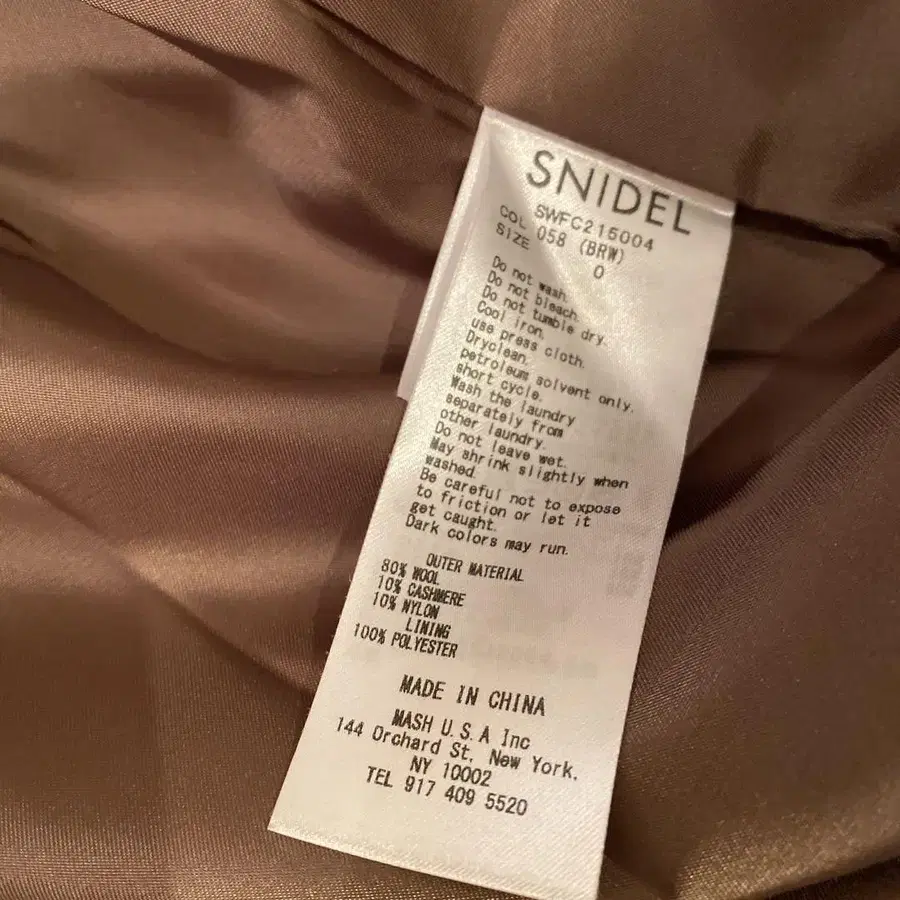 SNIDEL
SWFC215004
COL 058 (BRW)
SIZE 0
Do not wash.
Do not bleach.
Do not tumble dry.
Cool iron,
use press cloth.
Dryclean,
petroleum solvent only,
short cycle.
Wash the laundry
separately from
other laundry.
Do not leave wet.
May shrink slightly when
washed.
Be careful not to expose
to friction or let it
get caught.
Dark colors may run.
OUTER MATERIAL
80% WOOL
10% CASHMERE
10% NYLON
LINING
100% POLYESTER
MADE IN CHINA
MASH U.S.A Inc
144 Orchard St, New York,
NY 10002
TEL 917 409 5520